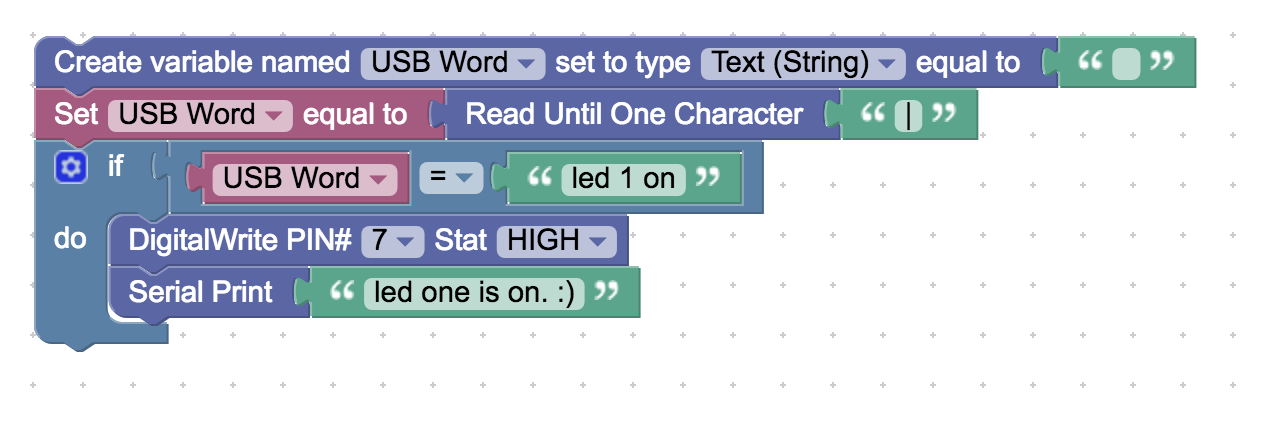 Create variable named USB Word set to type Text (String) equal to “ ”
Set USB Word equal to Read Until One Character “ | ”
if USB Word = “ led 1 on ”
do DigitalWrite PIN# 7 Stat HIGH
Serial Print “ led one is on. :) ”